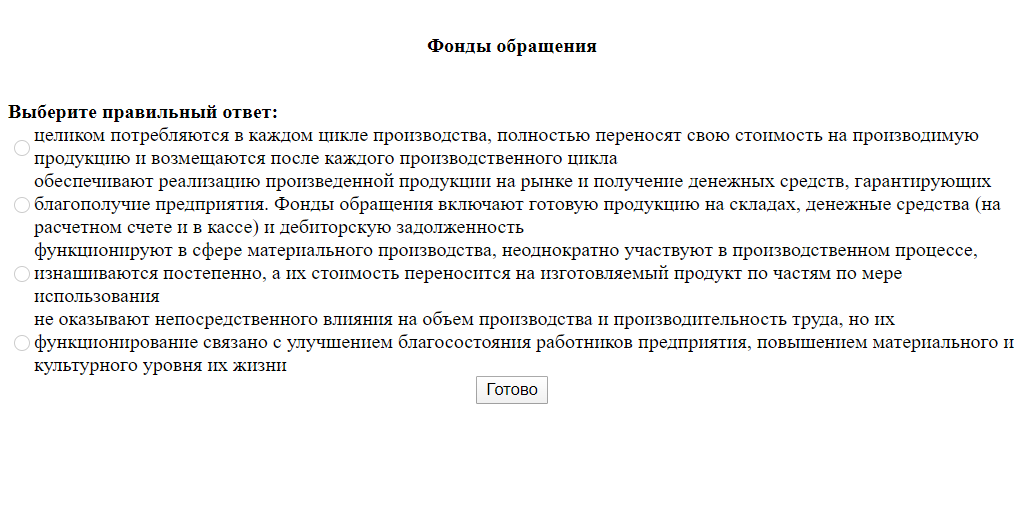 Фонды обращения
Выберите правильный ответ:
целиком потребляются в каждом цикле производства, полностью переносят свою стоимость на производимую
продукцию и возмещаются после каждого производственного цикла
обеспечивают реализацию произведенной продукции на рынке и получение денежных средств, гарантирующих
благополучие предприятия. Фонды обращения включают готовую продукцию на складах, денежные средства (на
расчетном счете и в кассе) и дебиторскую задолженность
функционируют в сфере материального производства, неоднократно участвуют в производственном процессе,
изнашиваются постепенно, а их стоимость переносится на изготовляемый продукт по частям по мере
использования
не оказывают непосредственного влияния на объем производства и производительность труда, но их
функционирование связано с улучшением благосостояния работников предприятия, повышением материального и
культурного уровня их жизни
Готово